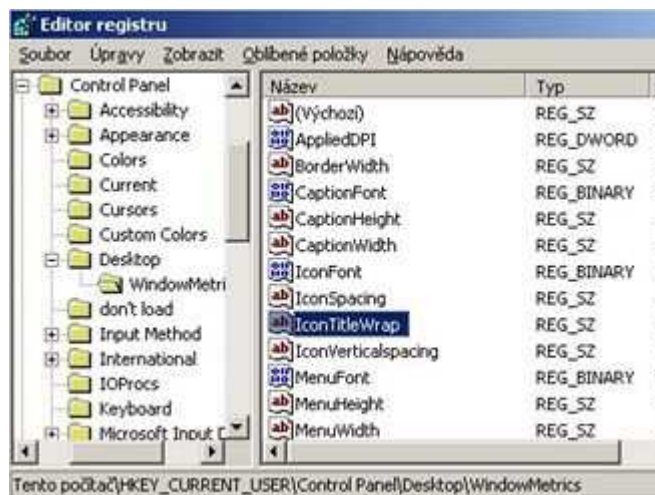 Editor registru
Soubor Úpravy Zobrazit Oblíbené položky Nápověda
Control Panel
Accessibility
Appearance
Colors
Current
Cursors
Custom Colors
Desktop
WindowMetri
don't load
Input Method
International
IOProcs
Keyboard
Microsoft Input D
Název Typ
(Výchozí) REG_SZ
AppliedDPI REG_DWORD
BorderWidth REG_SZ
CaptionFont REG_BINARY
CaptionHeight REG_SZ
CaptionWidth REG_SZ
IconFont REG_BINARY
IconSpacing REG_SZ
IconTitleWrap REG_SZ
IconVerticalspacing REG_SZ
MenuFont REG_BINARY
MenuHeight REG_SZ
MenuWidth REG_SZ
Tento počítač\HKEY_CURRENT_USER\Control Panel\Desktop\WindowMetrics